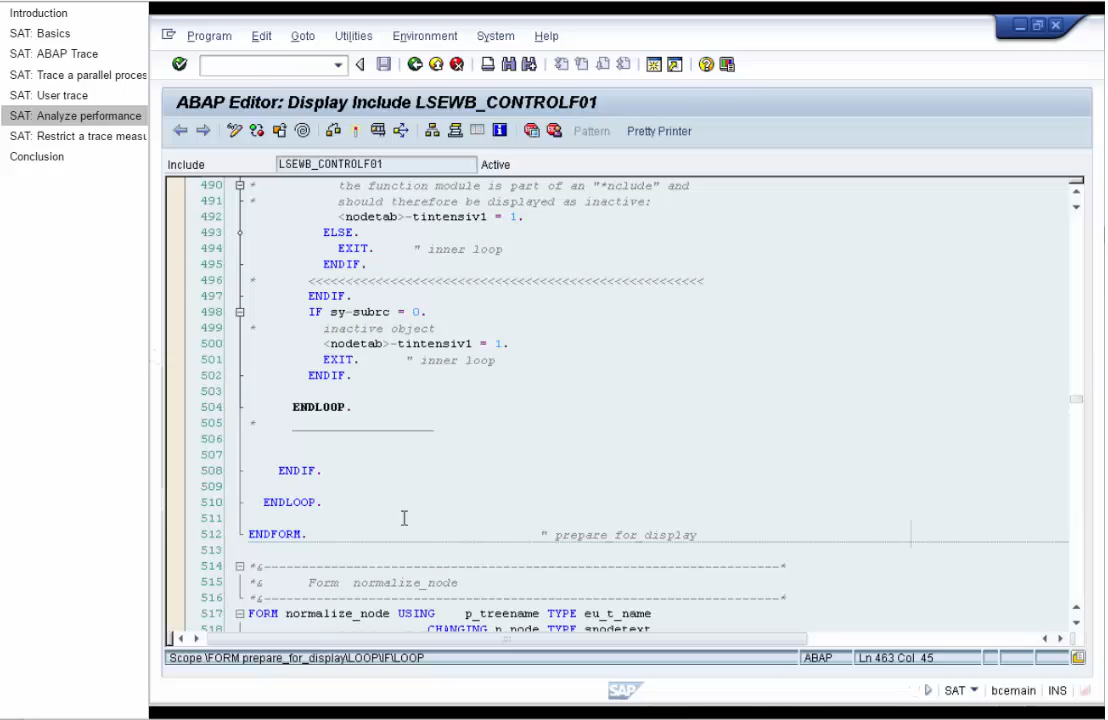 Introduction
SAT: Basics
SAT: ABAP Trace
SAT: Trace a parallel proces
SAT: User trace
SAT: Analyze performance
SAT: Restrict a trace measu
Conclusion
Program Edit Goto Utilities Environment System Help
ABAP Editor: Display Include LSEWB_CONTROLF01
Pattern Pretty Printer
Include LSEWB_CONTROLF01 Active
490 * the function module is part of an "*nclude" and
491 * should therefore be displayed as inactive:
492 <nodetab>-tintensiv1 = 1.
493 ELSE.
494 EXIT. " inner loop
495 ENDIF.
496 * <<<<<<<<<<<<<<<<<<<<<<<<<<<<<<<<<<<<<<<<<<<<<<<<<<<<<
497 ENDIF.
498 IF sy-subrc = 0.
499 * inactive object
500 <nodetab>-tintensiv1 = 1.
501 EXIT. " inner loop
502 ENDIF.
503
504 ENDLOOP.
505 * ___________________
506
507
508 ENDIF.
509
510 ENDLOOP.
511
512 ENDFORM. " prepare_for_display
513
514 *&---------------------------------------------------------------------*
515 *& Form normalize_node
516 *&---------------------------------------------------------------------*
517 FORM normalize_node USING p_treename TYPE eu_t_name
518 CHANGING p_node TYPE snodetext
Scope \FORM prepare_for_display\LOOP\IF\LOOP ABAP Ln 463 Col 45
SAP SAT bcemain INS